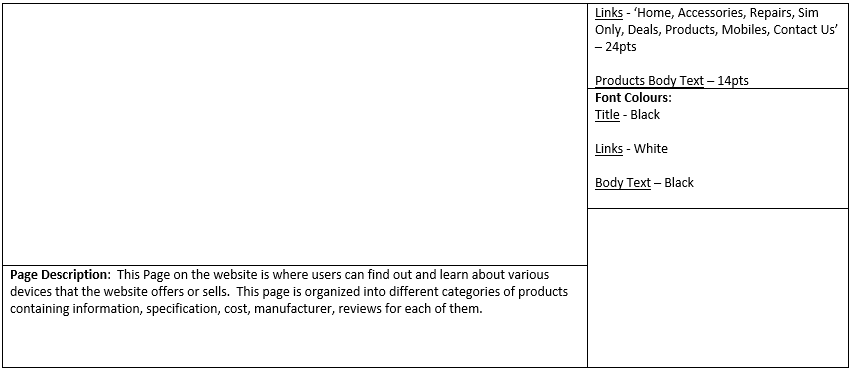 Links - ‘Home, Accessories, Repairs, Sim
Only, Deals, Products, Mobiles, Contact Us’
– 24pts
Products Body Text – 14pts
Font Colours:
Title - Black
Links - White
Body Text – Black
Page Description:  This Page on the website is where users can find out and learn about various
devices that the website offers or sells.  This page is organized into different categories of products
containing information, specification, cost, manufacturer, reviews for each of them.